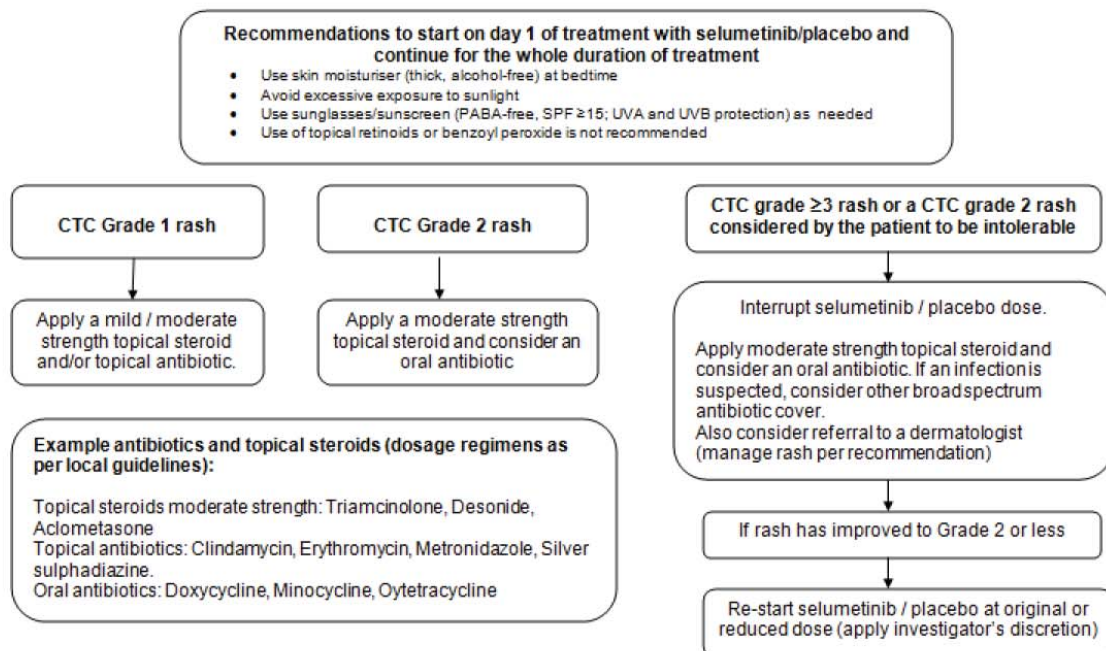 Recommendations to start on day 1 of treatment with selumetinib/placebo and
continue for the whole duration of treatment
• Use skin moisturiser (thick, alcohol-free) at bedtime
• Avoid excessive exposure to sunlight
• Use sunglasses/sunscreen (PABA-free, SPF ≥15; UVA and UVB protection) as needed
• Use of topical retinoids or benzoyl peroxide is not recommended
CTC Grade 1 rash
Apply a mild / moderate
strength topical steroid
and/or topical antibiotic.
CTC Grade 2 rash
Apply a moderate strength
topical steroid and consider an
oral antibiotic
CTC grade ≥3 rash or a CTC grade 2 rash
considered by the patient to be intolerable
Interrupt selumetinib / placebo dose.
Apply moderate strength topical steroid and
consider an oral antibiotic. If an infection is
suspected, consider other broad spectrum
antibiotic cover.
Also consider referral to a dermatologist
(manage rash per recommendation)
If rash has improved to Grade 2 or less
Re-start selumetinib / placebo at original or
reduced dose (apply investigator's discretion)
Example antibiotics and topical steroids (dosage regimens as
per local guidelines):
Topical steroids moderate strength: Triamcinolone, Desonide,
Aclometasone
Topical antibiotics: Clindamycin, Erythromycin, Metronidazole, Silver
sulphadiazine.
Oral antibiotics: Doxycycline, Minocycline, Oytetracycline